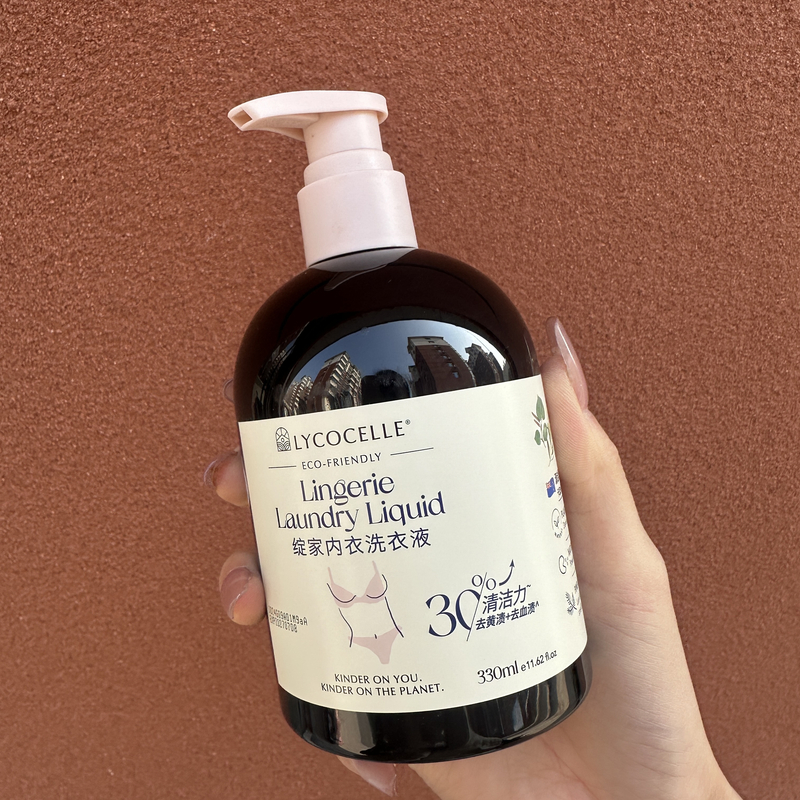 LYCOCELLE®
ECO-FRIENDLY
Lingerie
Laundry Liquid
绽家内衣洗衣液
30%
清洁力~
去黄渍+去血渍^
KINDER ON YOU.
KINDER ON THE PLANET.
330ml e 11.62 fl.oz